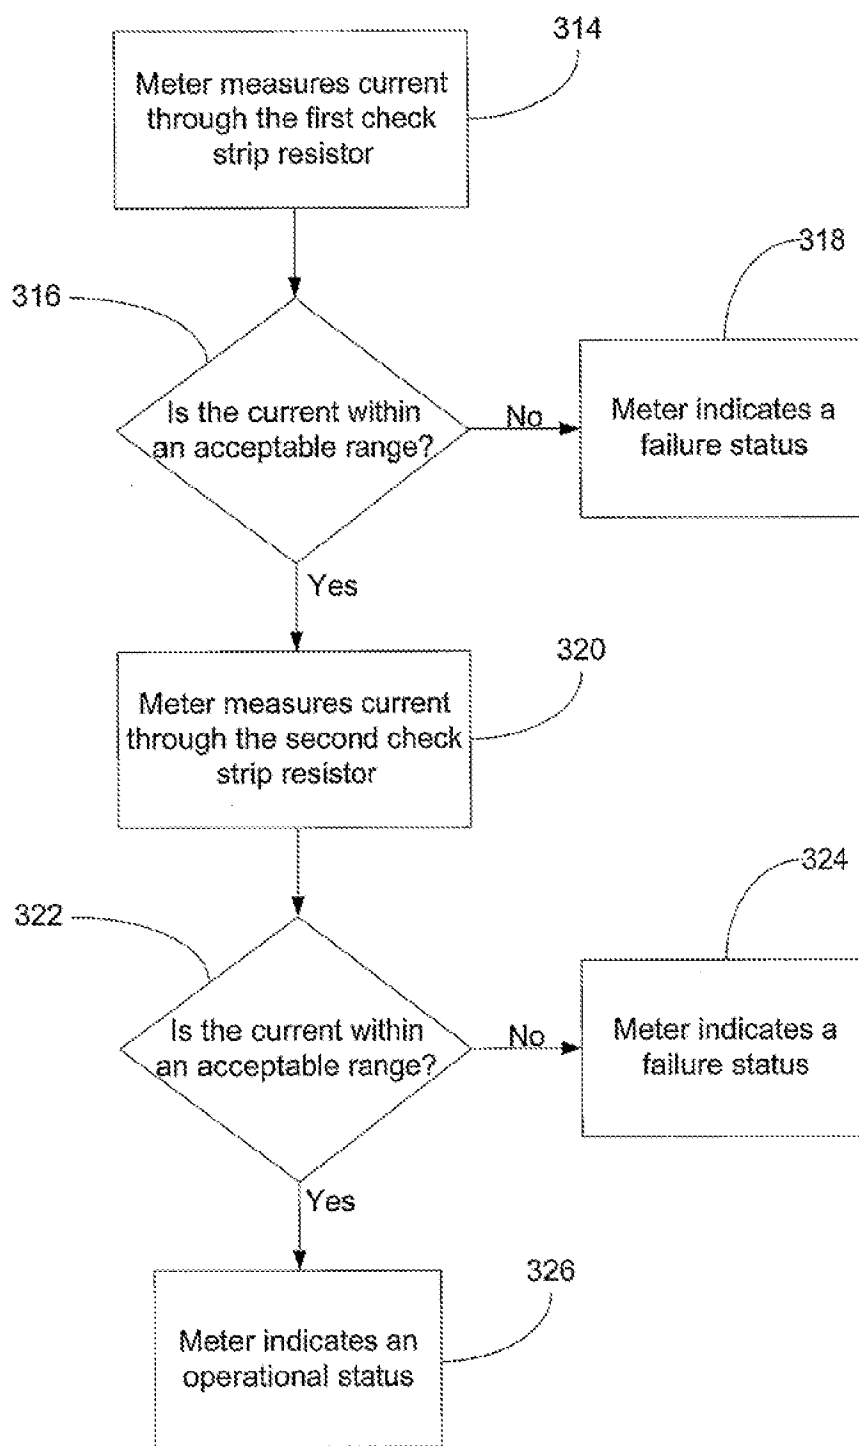 314
Meter measures current
through the first check
strip resistor
318
316
Is the current within
an acceptable range?
No
Meter indicates a
failure status
Yes
320
Meter measures current
through the second check
strip resistor
324
322
Is the current within
an acceptable range?
No
Meter indicates a
failure status
Yes
326
Meter indicates an
operational status